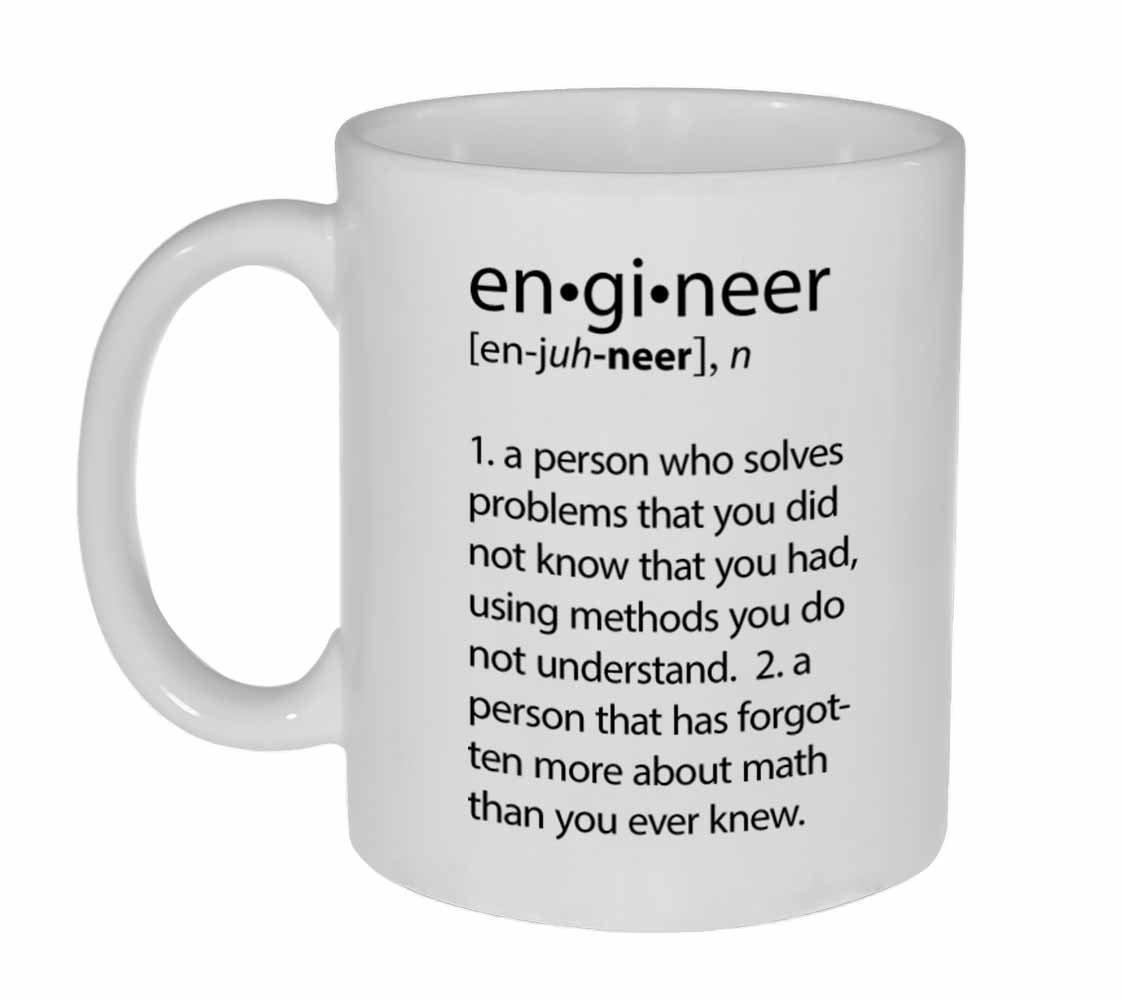 en•gi•neer
[en-juh-neer], n
1. a person who solves
problems that you did
not know that you had,
using methods you do
not understand.  2. a
person that has forgot-
ten more about math
than you ever knew.